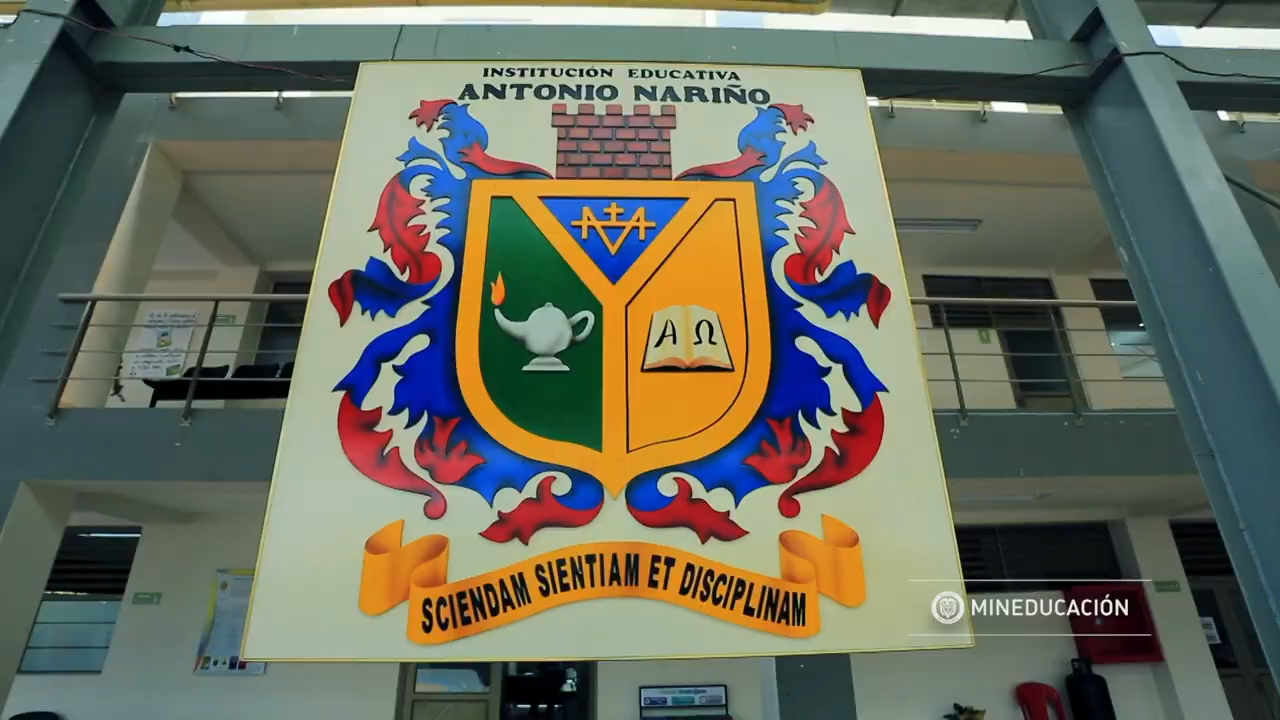 INSTITUCIÓN EDUCATIVA
ANTONIO NARIÑO
A Ω
SCIENDAM SIENTIAM ET DISCIPLINAM
MINEDUCACIÓN